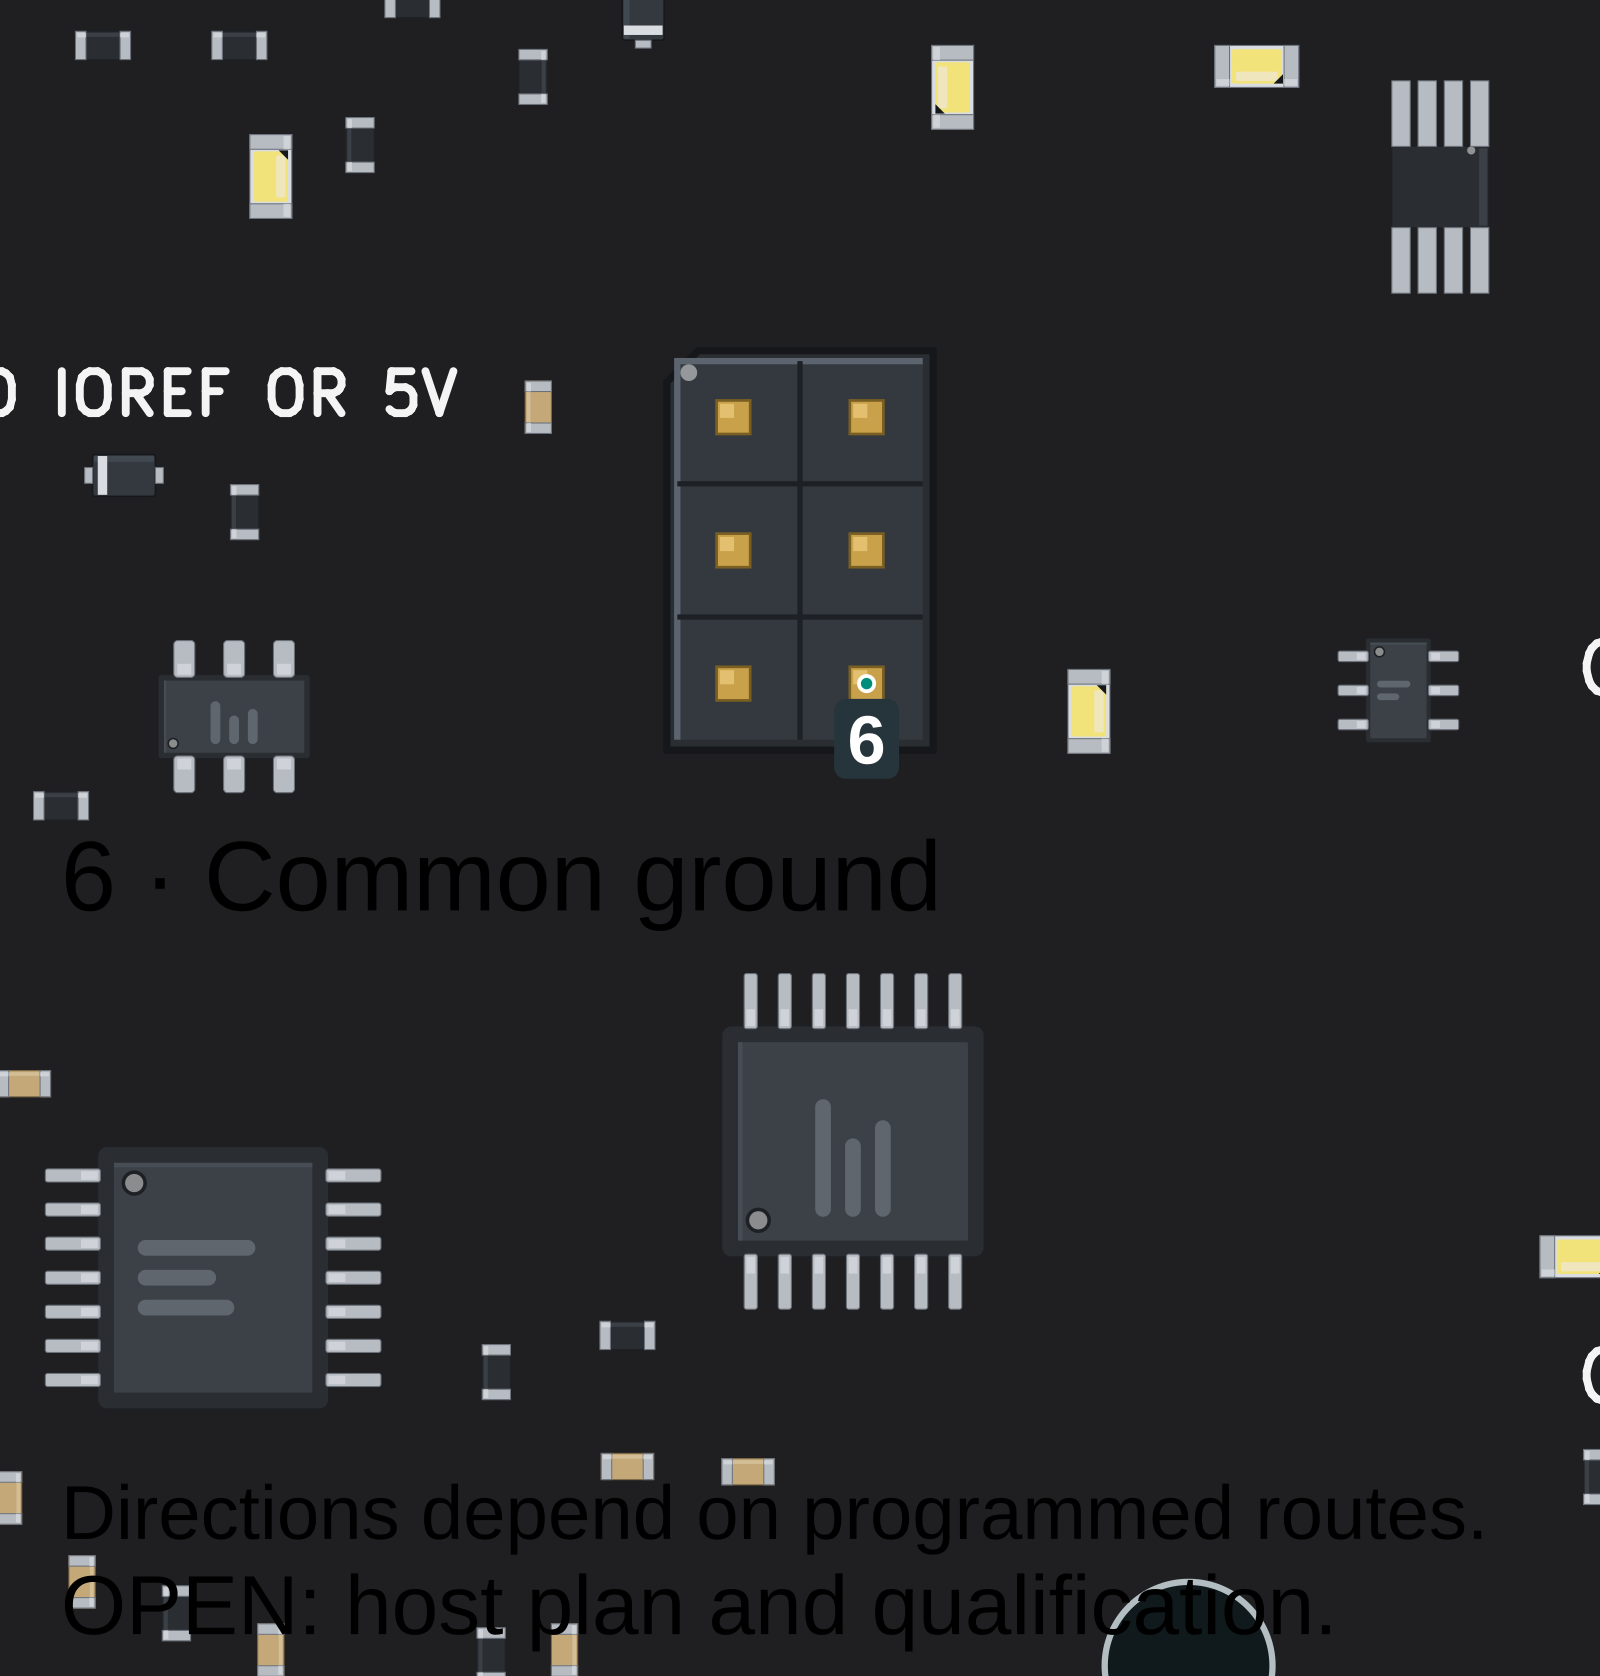 IOREF OR 5V
6
6 · Common ground
Directions depend on programmed routes.
OPEN: host plan and qualification.